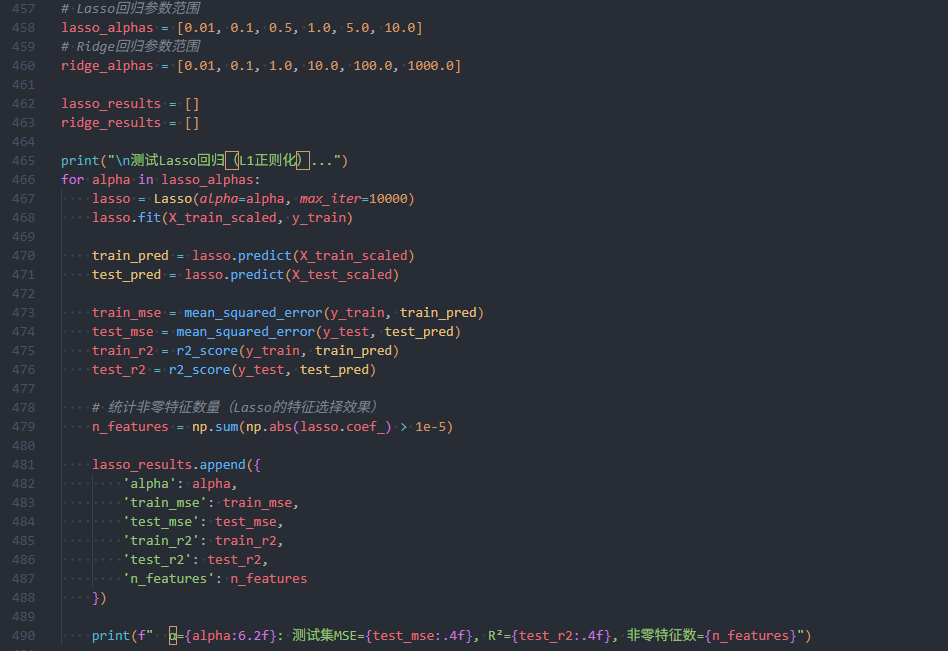 457 # Lasso回归参数范围
458 lasso_alphas = [0.01, 0.1, 0.5, 1.0, 5.0, 10.0]
459 # Ridge回归参数范围
460 ridge_alphas = [0.01, 0.1, 1.0, 10.0, 100.0, 1000.0]
461
462 lasso_results = []
463 ridge_results = []
464
465 print("\n测试Lasso回归（L1正则化）...")
466 for alpha in lasso_alphas:
467     lasso = Lasso(alpha=alpha, max_iter=10000)
468     lasso.fit(X_train_scaled, y_train)
469
470     train_pred = lasso.predict(X_train_scaled)
471     test_pred = lasso.predict(X_test_scaled)
472
473     train_mse = mean_squared_error(y_train, train_pred)
474     test_mse = mean_squared_error(y_test, test_pred)
475     train_r2 = r2_score(y_train, train_pred)
476     test_r2 = r2_score(y_test, test_pred)
477
478     # 统计非零特征数量（Lasso的特征选择效果）
479     n_features = np.sum(np.abs(lasso.coef_) > 1e-5)
480
481     lasso_results.append({
482         'alpha': alpha,
483         'train_mse': train_mse,
484         'test_mse': test_mse,
485         'train_r2': train_r2,
486         'test_r2': test_r2,
487         'n_features': n_features
488     })
489
490     print(f"  α={alpha:6.2f}: 测试集MSE={test_mse:.4f}, R²={test_r2:.4f}, 非零特征数={n_features}")